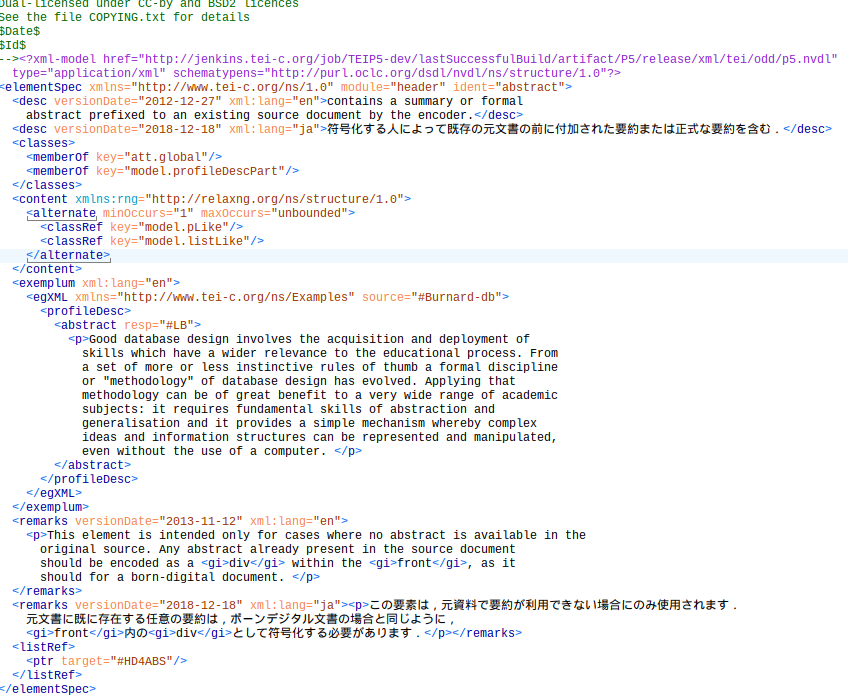 Dual-licensed under CC-by and BSD2 licences
See the file COPYING.txt for details
$Date$
$Id$
--><?xml-model href="http://jenkins.tei-c.org/job/TEIP5-dev/lastSuccessfulBuild/artifact/P5/release/xml/tei/odd/p5.nvdl"
  type="application/xml" schematypens="http://purl.oclc.org/dsdl/nvdl/ns/structure/1.0"?>
<elementSpec xmlns="http://www.tei-c.org/ns/1.0" module="header" ident="abstract">
  <desc versionDate="2012-12-27" xml:lang="en">contains a summary or formal
    abstract prefixed to an existing source document by the encoder.</desc>
  <desc versionDate="2018-12-18" xml:lang="ja">符号化する人によって既存の元文書の前に付加された要約または正式な要約を含む．</desc>
  <classes>
    <memberOf key="att.global"/>
    <memberOf key="model.profileDescPart"/>
  </classes>
  <content xmlns:rng="http://relaxng.org/ns/structure/1.0">
    <alternate minOccurs="1" maxOccurs="unbounded">
      <classRef key="model.pLike"/>
      <classRef key="model.listLike"/>
    </alternate>
  </content>
  <exemplum xml:lang="en">
    <egXML xmlns="http://www.tei-c.org/ns/Examples" source="#Burnard-db">
      <profileDesc>
        <abstract resp="#LB">
          <p>Good database design involves the acquisition and deployment of
            skills which have a wider relevance to the educational process. From
            a set of more or less instinctive rules of thumb a formal discipline
            or "methodology" of database design has evolved. Applying that
            methodology can be of great benefit to a very wide range of academic
            subjects: it requires fundamental skills of abstraction and
            generalisation and it provides a simple mechanism whereby complex
            ideas and information structures can be represented and manipulated,
            even without the use of a computer. </p>
        </abstract>
      </profileDesc>
    </egXML>
  </exemplum>
  <remarks versionDate="2013-11-12" xml:lang="en">
    <p>This element is intended only for cases where no abstract is available in the
      original source. Any abstract already present in the source document
      should be encoded as a <gi>div</gi> within the <gi>front</gi>, as it
      should for a born-digital document. </p>
  </remarks>
  <remarks versionDate="2018-12-18" xml:lang="ja"><p>この要素は，元資料で要約が利用できない場合にのみ使用されます．
    元文書に既に存在する任意の要約は，ボーンデジタル文書の場合と同じように，
    <gi>front</gi>内の<gi>div</gi>として符号化する必要があります．</p></remarks>
  <listRef>
    <ptr target="#HD4ABS"/>
  </listRef>
</elementSpec>